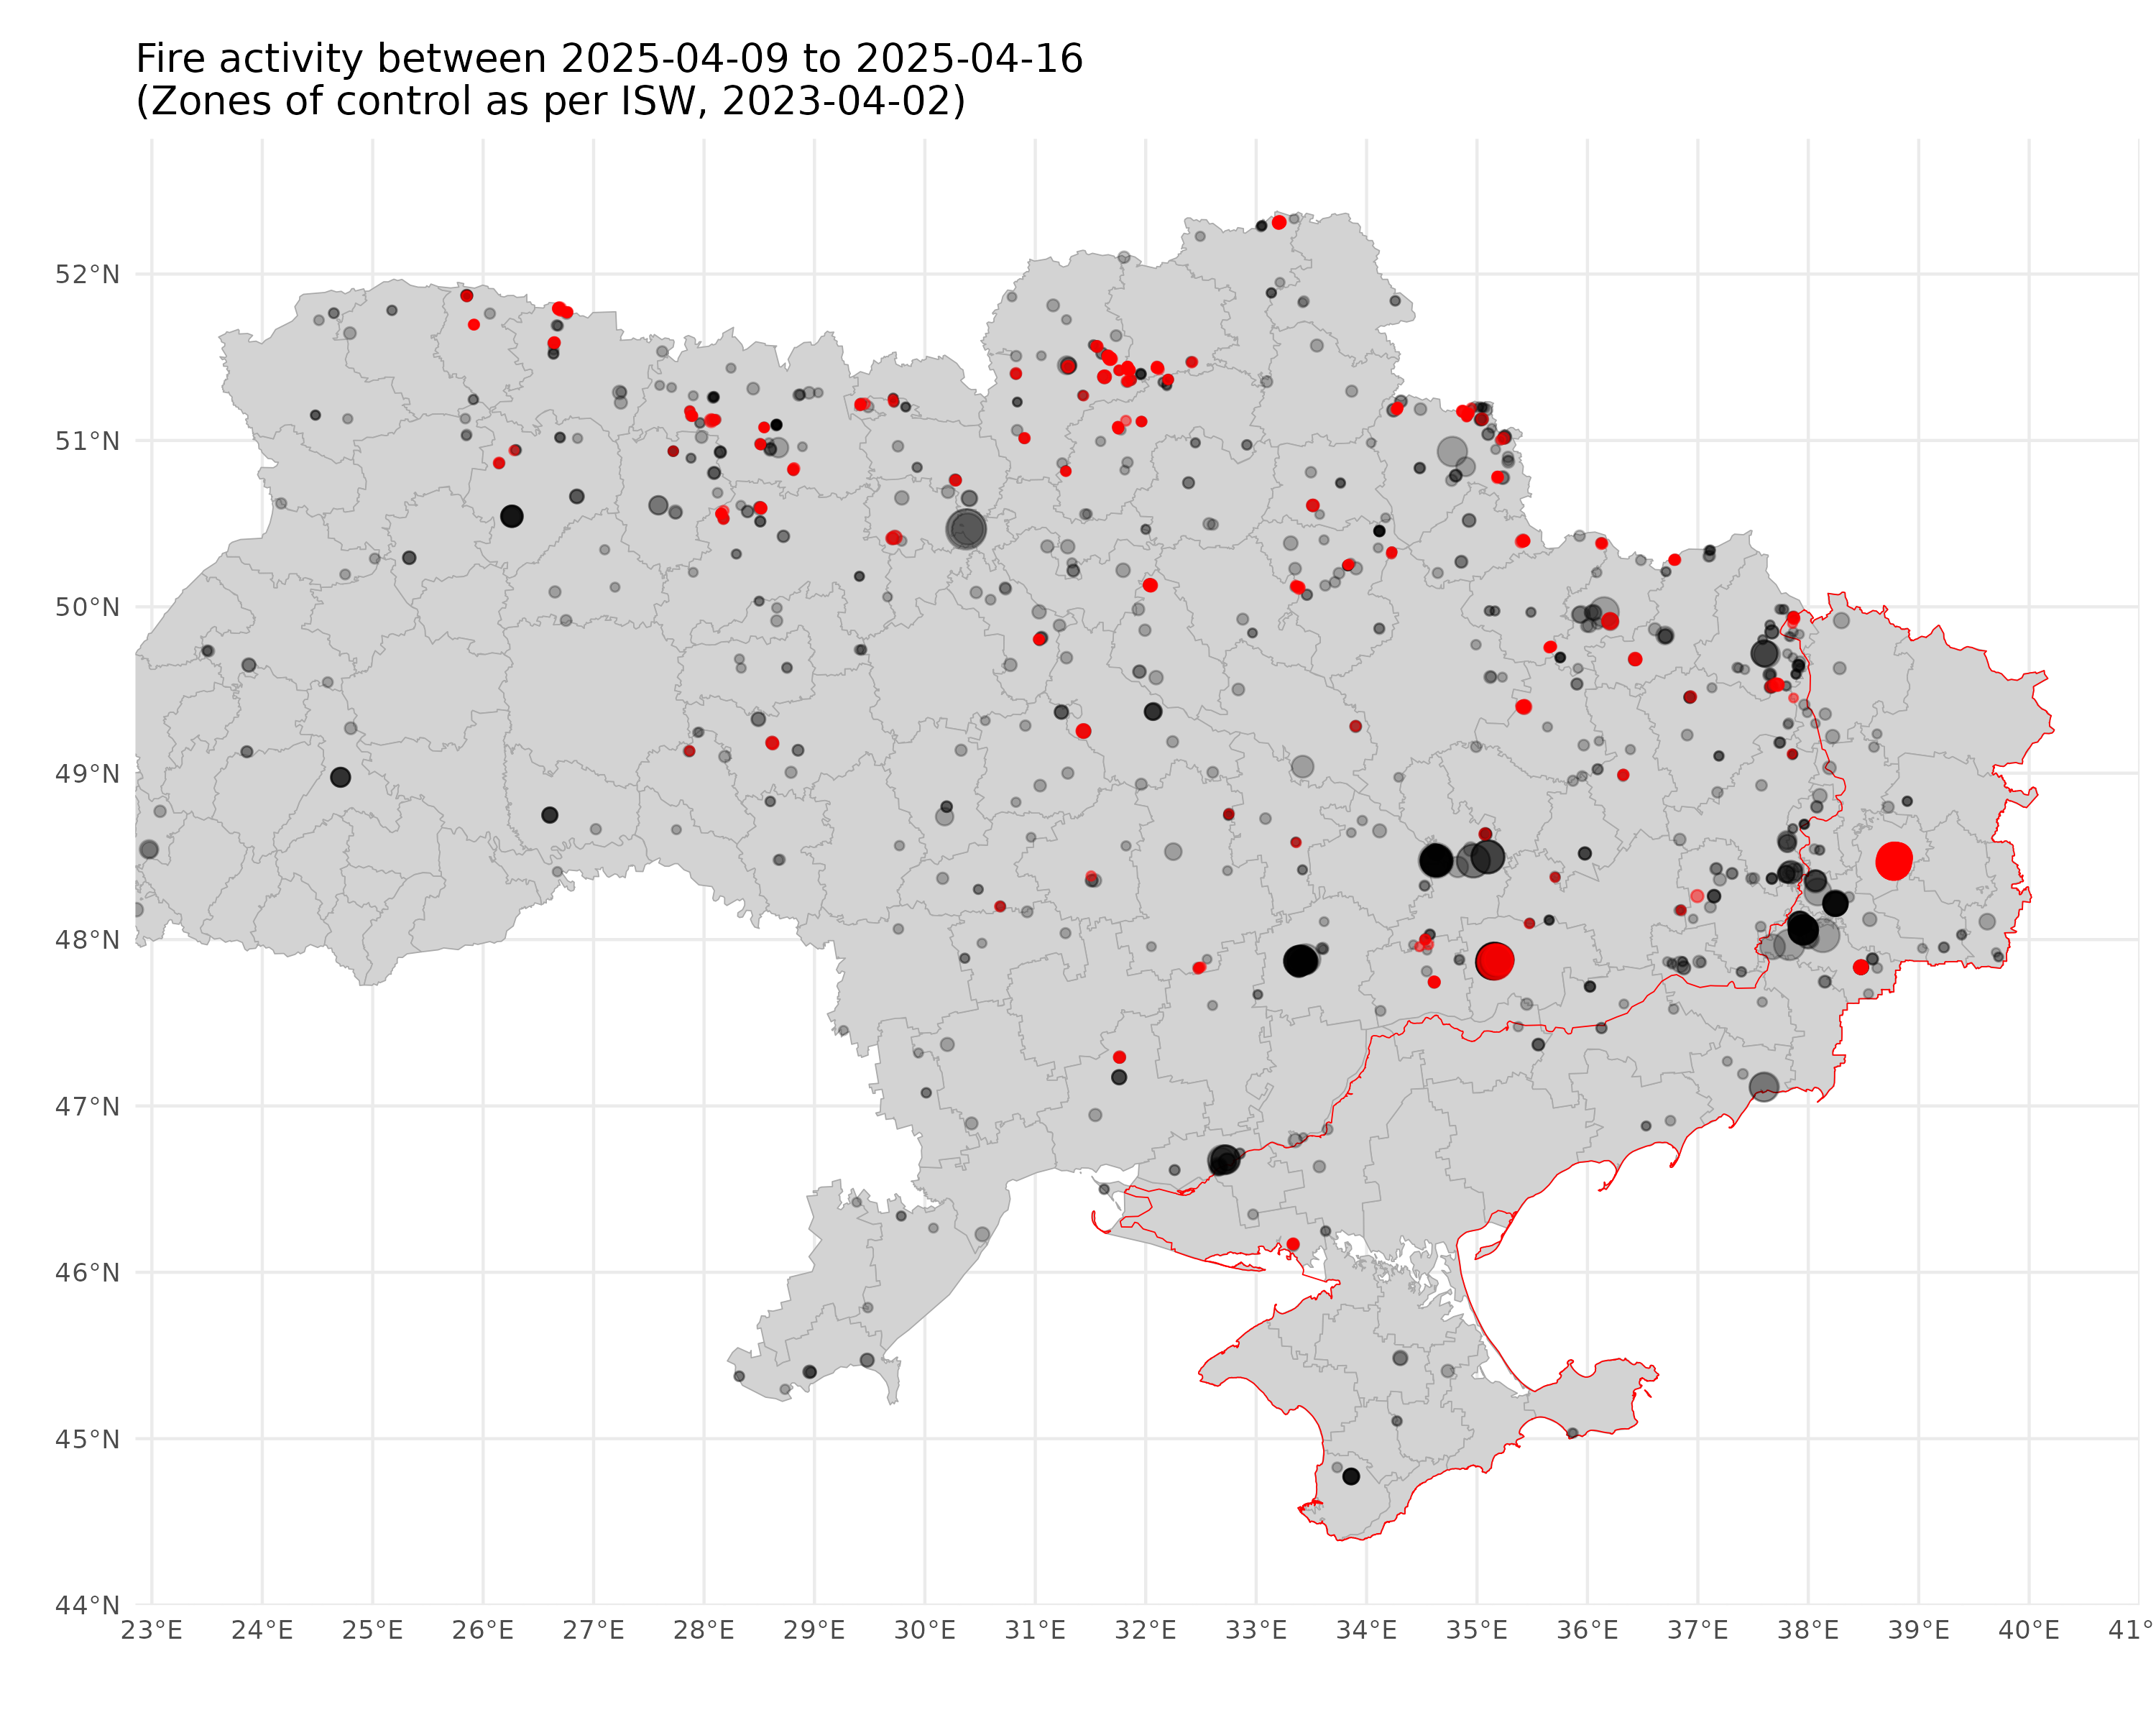 Fire activity between 2025-04-09 to 2025-04-16
(Zones of control as per ISW, 2023-04-02)
52°N
51°N
50°N
49°N
48°N
47°N
46°N
45°N
44°N
23°E 24°E 25°E 26°E 27°E 28°E 29°E 30°E 31°E 32°E 33°E 34°E 35°E 36°E 37°E 38°E 39°E 40°E 41°